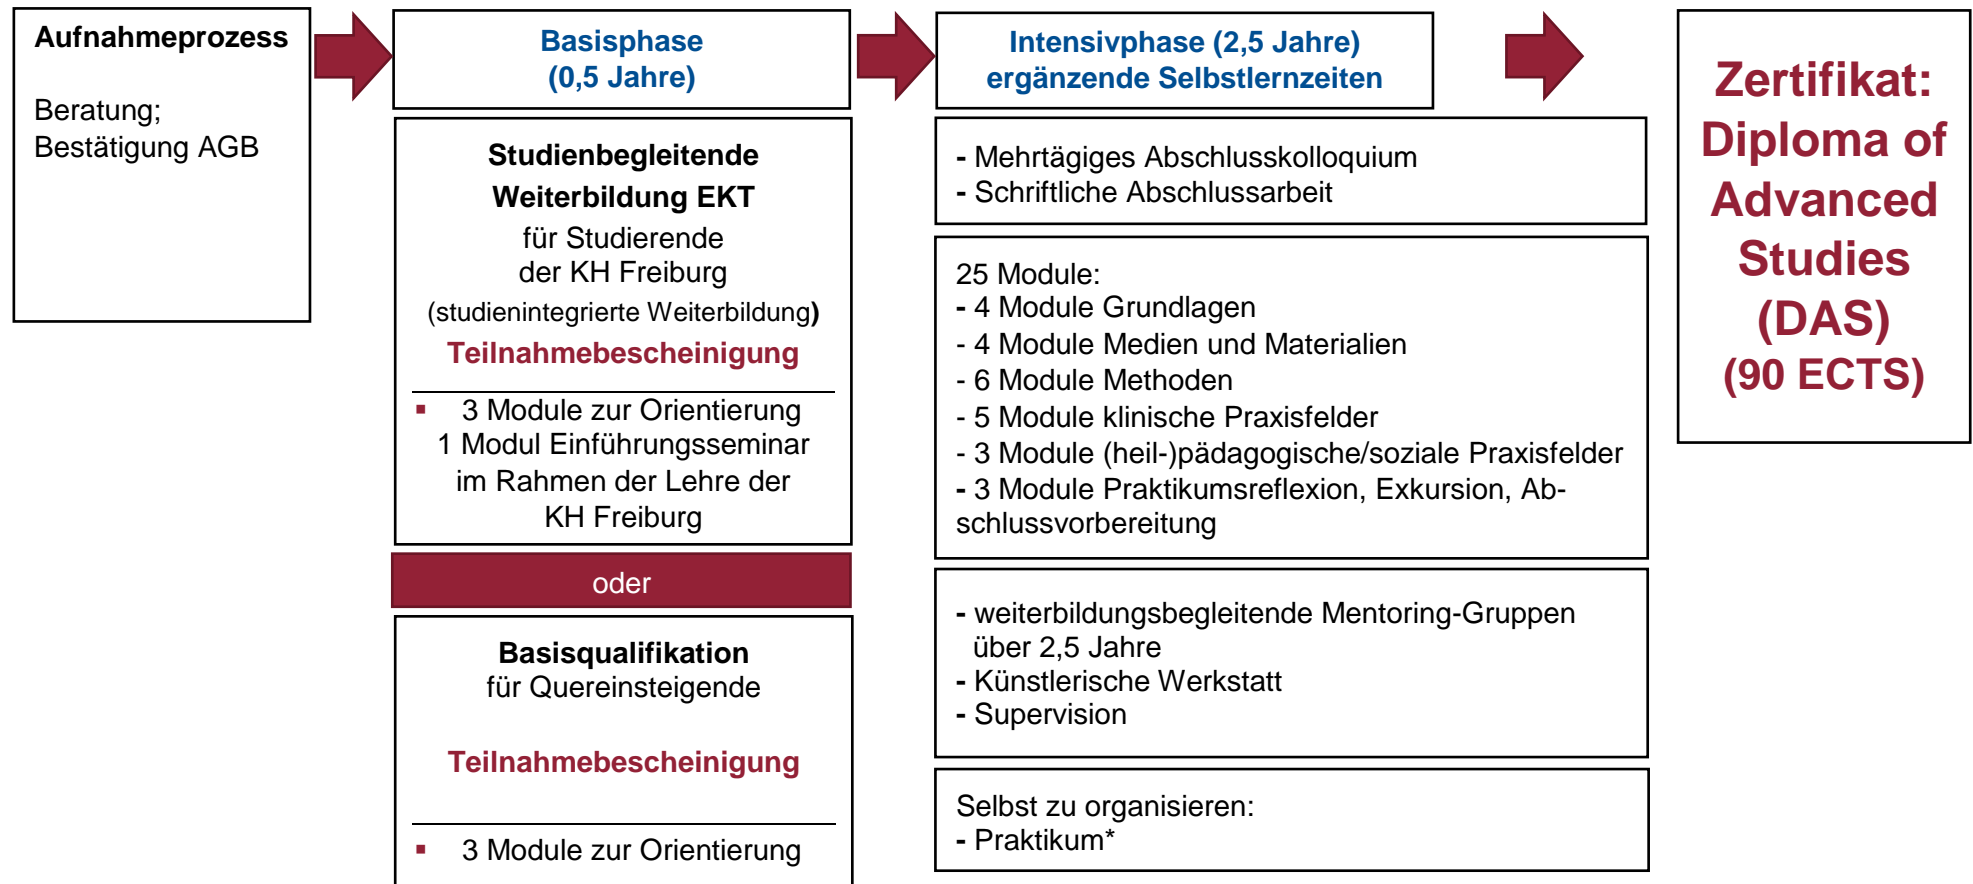 Aufnahmeprozess
Beratung;
Bestätigung AGB
Basisphase
(0,5 Jahre)
Studienbegleitende
Weiterbildung EKT
für Studierende
der KH Freiburg
(studienintegrierte Weiterbildung)
Teilnahmebescheinigung
▪ 3 Module zur Orientierung
1 Modul Einführungsseminar
im Rahmen der Lehre der
KH Freiburg
oder
Basisqualifikation
für Quereinsteigende
Teilnahmebescheinigung
▪ 3 Module zur Orientierung
Intensivphase (2,5 Jahre)
ergänzende Selbstlernzeiten
- Mehrtägiges Abschlusskolloquium
- Schriftliche Abschlussarbeit
25 Module:
- 4 Module Grundlagen
- 4 Module Medien und Materialien
- 6 Module Methoden
- 5 Module klinische Praxisfelder
- 3 Module (heil-)pädagogische/soziale Praxisfelder
- 3 Module Praktikumsreflexion, Exkursion, Ab-
schlussvorbereitung
- weiterbildungsbegleitende Mentoring-Gruppen
über 2,5 Jahre
- Künstlerische Werkstatt
- Supervision
Selbst zu organisieren:
- Praktikum*
Zertifikat:
Diploma of
Advanced
Studies
(DAS)
(90 ECTS)